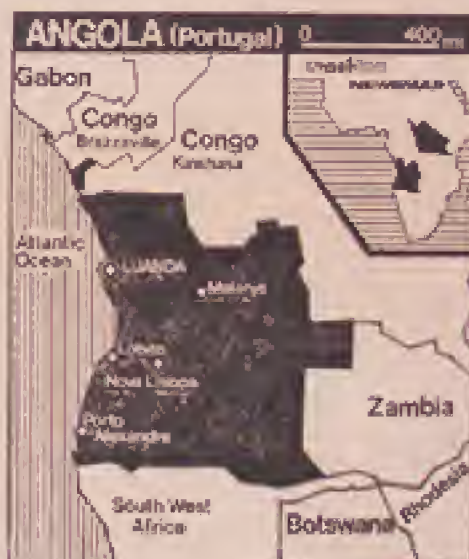 ANGOLA (Portugal) 0 400
Gabon
Congo
Brazzaville
Congo
Kinshasa
Atlantic
Ocean
LUANDA
Malanje
Lobito
Nova Lisboa
Porto
Alexandre
Zambia
South West
Africa
Botswana
Rhodesia